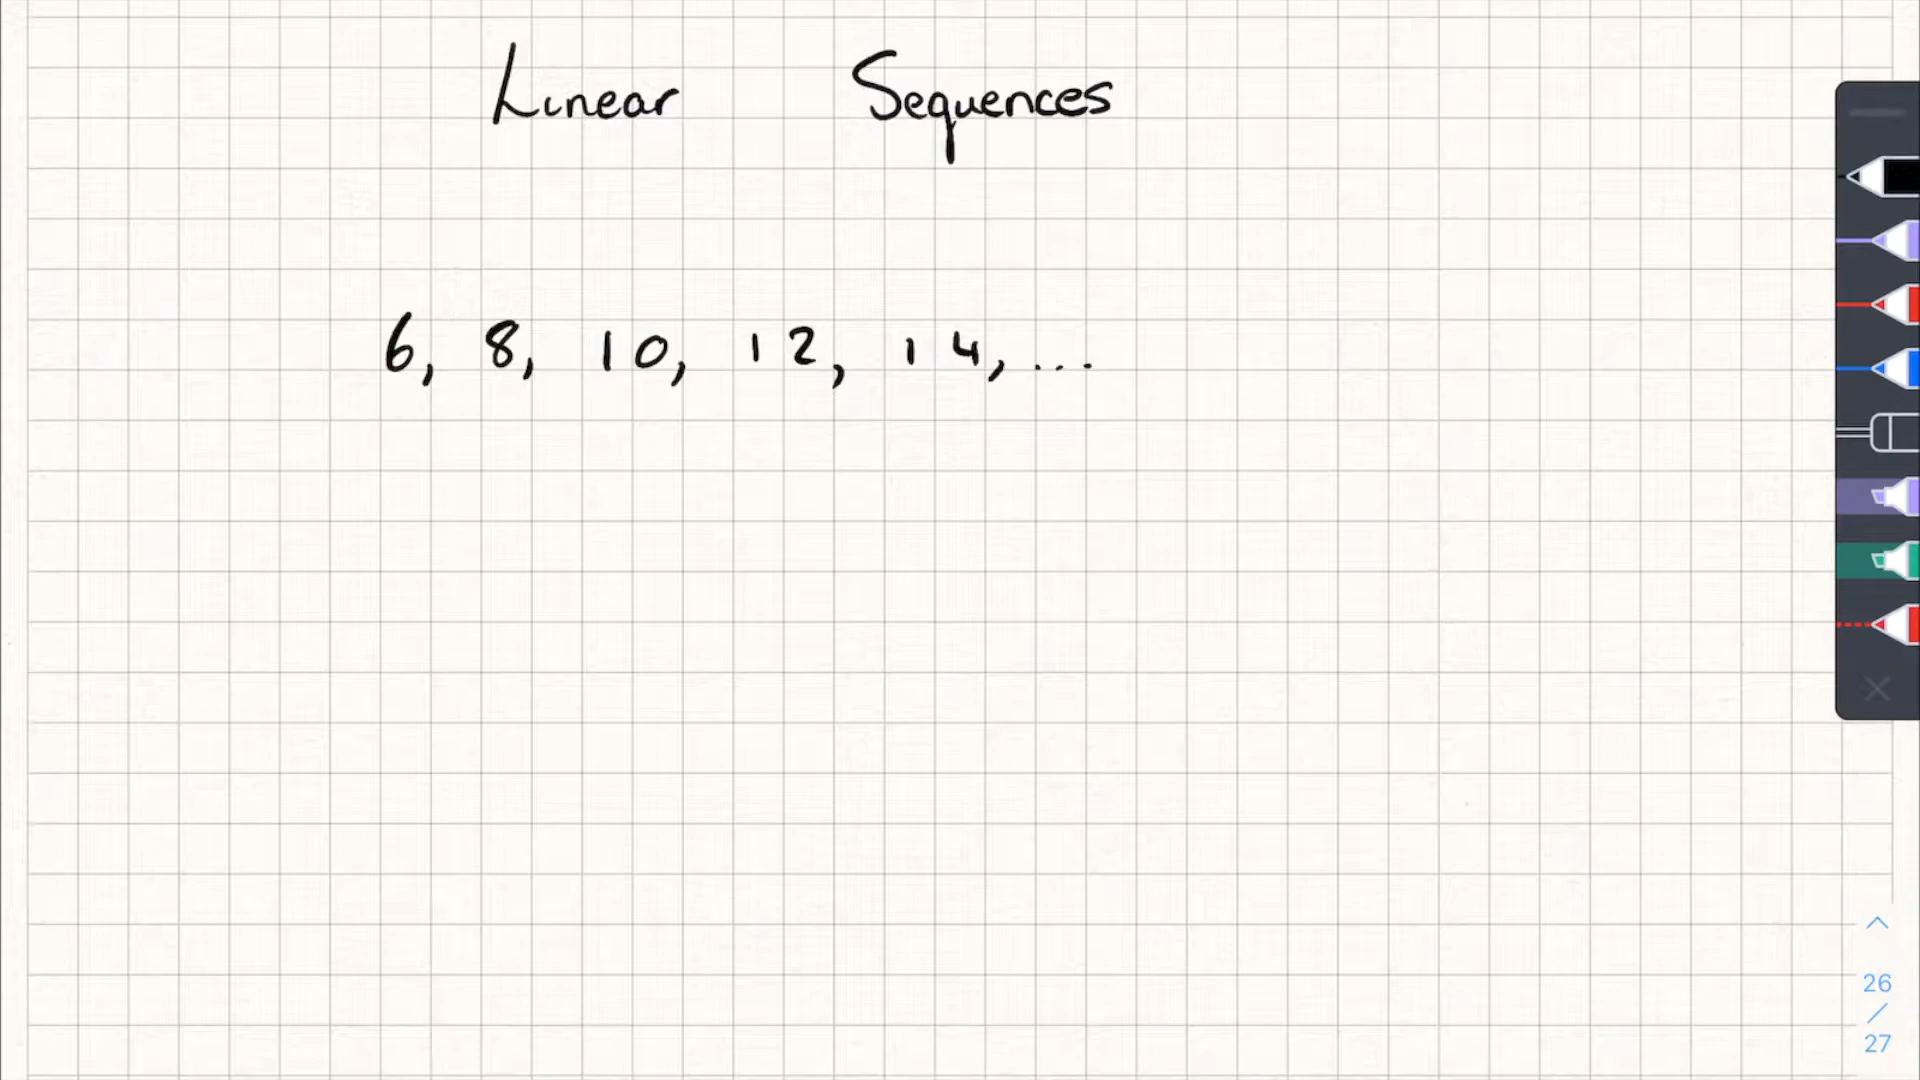 Linear Sequences
6, 8, 10, 12, 14, ...
26
/
27